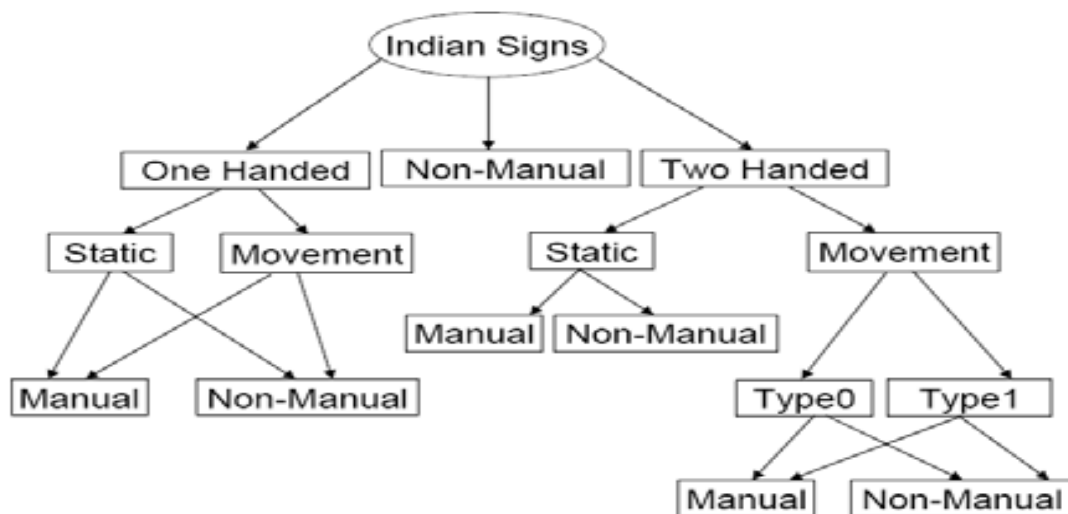 Indian Signs
One Handed
Non-Manual
Two Handed
Static
Movement
Static
Movement
Manual
Non-Manual
Manual
Non-Manual
Type0
Type1
Manual
Non-Manual